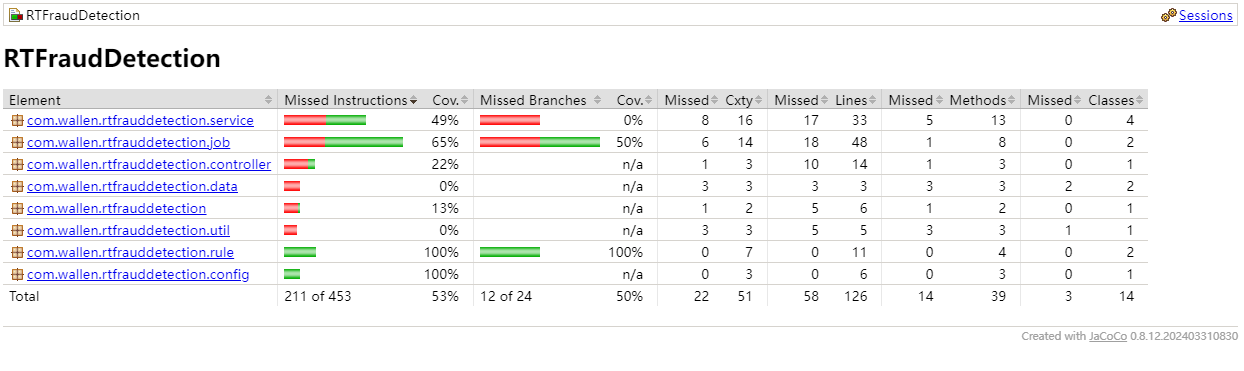 RTFraudDetection Sessions
RTFraudDetection
Element Missed Instructions Cov. Missed Branches Cov. Missed Cxty Missed Lines Missed Methods Missed Classes
com.wallen.rtfrauddetection.service 49% 0% 8 16 17 33 5 13 0 4
com.wallen.rtfrauddetection.job 65% 50% 6 14 18 48 1 8 0 2
com.wallen.rtfrauddetection.controller 22% n/a 1 3 10 14 1 3 0 1
com.wallen.rtfrauddetection.data 0% n/a 3 3 3 3 3 3 2 2
com.wallen.rtfrauddetection 13% n/a 1 2 5 6 1 2 0 1
com.wallen.rtfrauddetection.util 0% n/a 3 3 5 5 3 3 1 1
com.wallen.rtfrauddetection.rule 100% 100% 0 7 0 11 0 4 0 2
com.wallen.rtfrauddetection.config 100% n/a 0 3 0 6 0 3 0 1
Total 211 of 453 53% 12 of 24 50% 22 51 58 126 14 39 3 14
Created with JaCoCo 0.8.12.202403310830